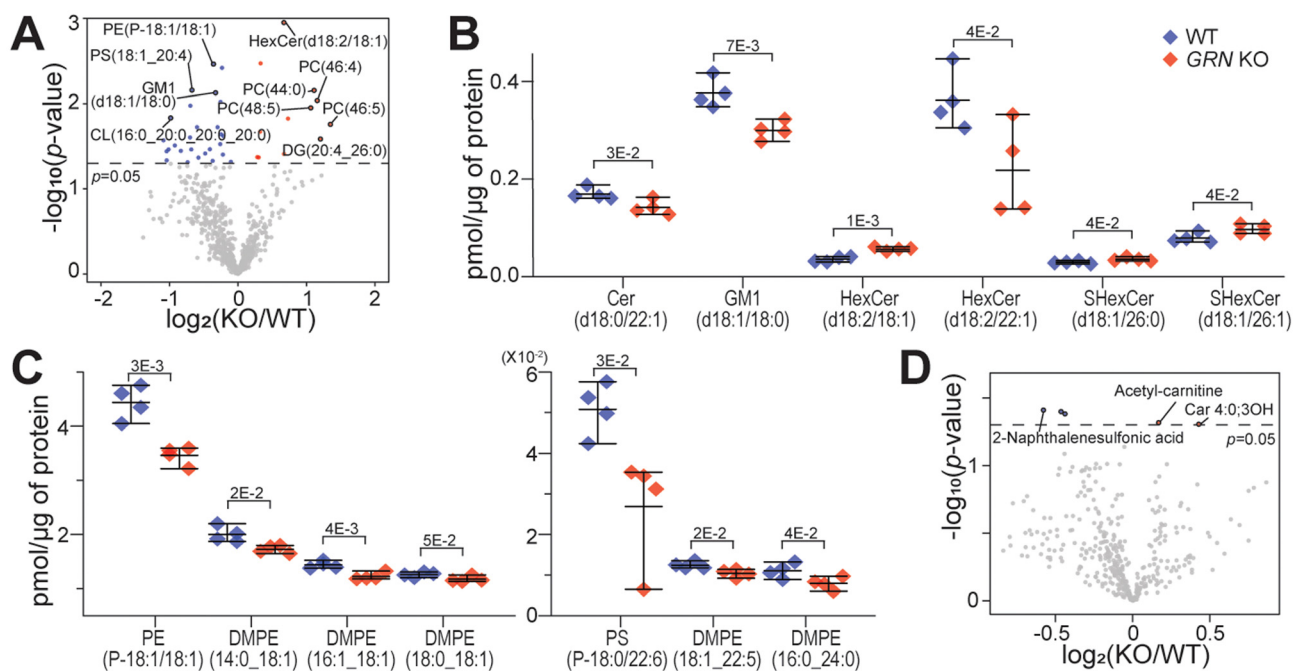 A
-log₁₀(p-value)
3
2
1
0
PE(P-18:1/18:1)
PS(18:1_20:4)
GM1
(d18:1/18:0)
CL(16:0_20:0_20:0_20:0)
HexCer(d18:2/18:1)
PC(46:4)
PC(44:0)
PC(48:5)
PC(46:5)
DG(20:4_26:0)
p=0.05
-2
-1
0
1
2
log₂(KO/WT)
B
pmol/µg of protein
0.4
0.2
0.0
3E-2
7E-3
1E-3
4E-2
4E-2
4E-2
WT
GRN KO
Cer
(d18:0/22:1)
GM1
(d18:1/18:0)
HexCer
(d18:2/18:1)
HexCer
(d18:2/22:1)
SHexCer
(d18:1/26:0)
SHexCer
(d18:1/26:1)
C
pmol/µg of protein
4
2
3E-3
2E-2
4E-3
5E-2
PE
(P-18:1/18:1)
DMPE
(14:0_18:1)
DMPE
(16:1_18:1)
DMPE
(18:0_18:1)
(X10⁻²)
6
4
2
0
3E-2
2E-2
4E-2
PS
(P-18:0/22:6)
DMPE
(18:1_22:5)
DMPE
(16:0_24:0)
D
-log₁₀(p-value)
1
0
Acetyl-carnitine
Car 4:0;3OH
2-Naphthalenesulfonic acid
p=0.05
-0.5
0
0.5
log₂(KO/WT)